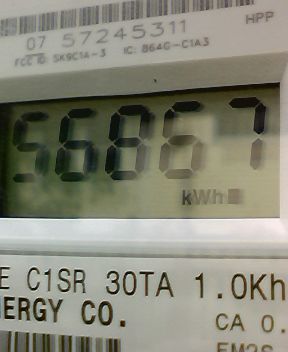 HPP
07 57245311
FCC ID: SK9C1A-3 IC: 864G-C1A3
56867
kWh
E C1SR 30TA 1.0Kh
NERGY CO.
CA 0.